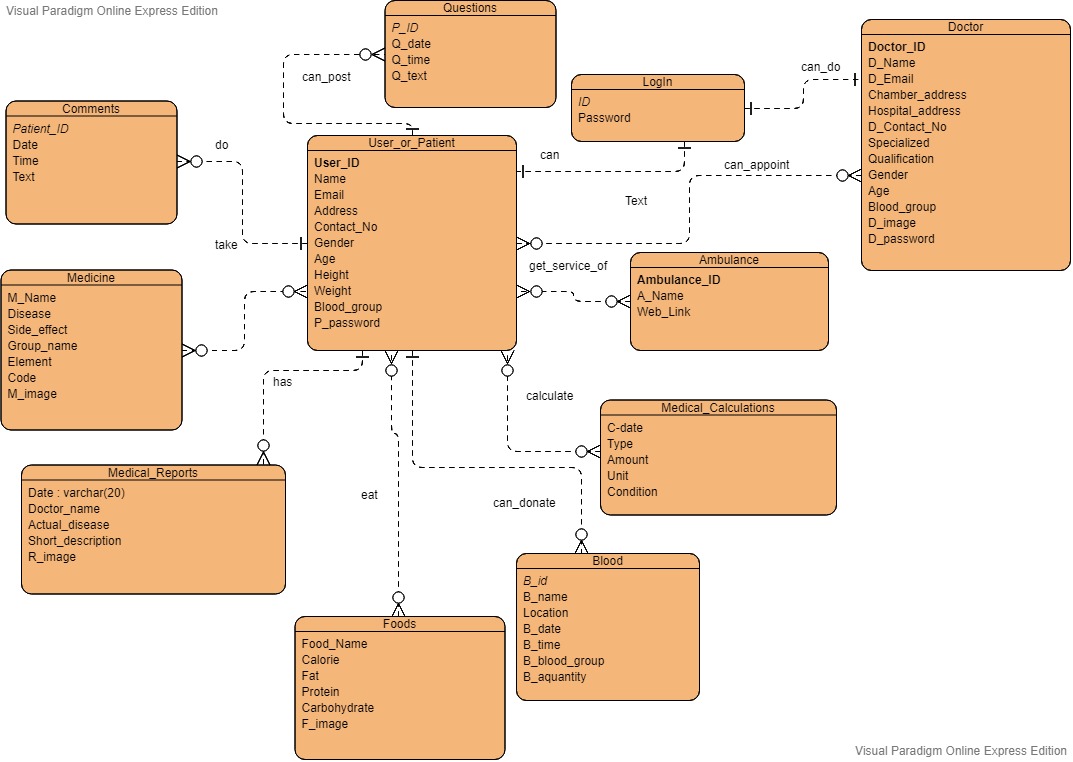 Visual Paradigm Online Express Edition
Questions
P_ID
Q_date
Q_time
Q_text
can_post
Doctor
Doctor_ID
D_Name
D_Email
Chamber_address
Hospital_address
D_Contact_No
Specialized
Qualification
Gender
Age
Blood_group
D_image
D_password
can_do
LogIn
ID
Password
Comments
Patient_ID
Date
Time
Text
do
User_or_Patient
User_ID
Name
Email
Address
Contact_No
Gender
Age
Height
Weight
Blood_group
P_password
can
can_appoint
Text
take
get_service_of
Ambulance
Ambulance_ID
A_Name
Web_Link
Medicine
M_Name
Disease
Side_effect
Group_name
Element
Code
M_image
has
calculate
Medical_Calculations
C-date
Type
Amount
Unit
Condition
Medical_Reports
Date : varchar(20)
Doctor_name
Actual_disease
Short_description
R_image
eat
can_donate
Blood
B_id
B_name
Location
B_date
B_time
B_blood_group
B_aquantity
Foods
Food_Name
Calorie
Fat
Protein
Carbohydrate
F_image
Visual Paradigm Online Express Edition